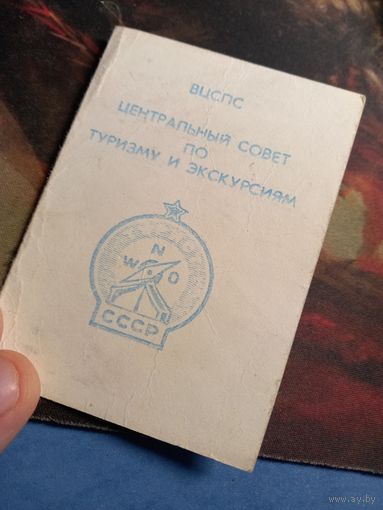 ВЦСПС
ЦЕНТРАЛЬНЫЙ СОВЕТ
ПО
ТУРИЗМУ И ЭКСКУРСИЯМ
N
W O
СССР
www.ay.by